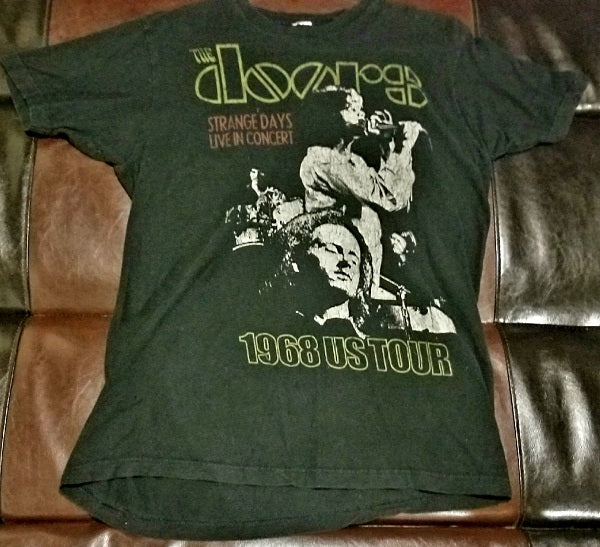 THE
doors
STRANGE DAYS
LIVE IN CONCERT
1968 US TOUR